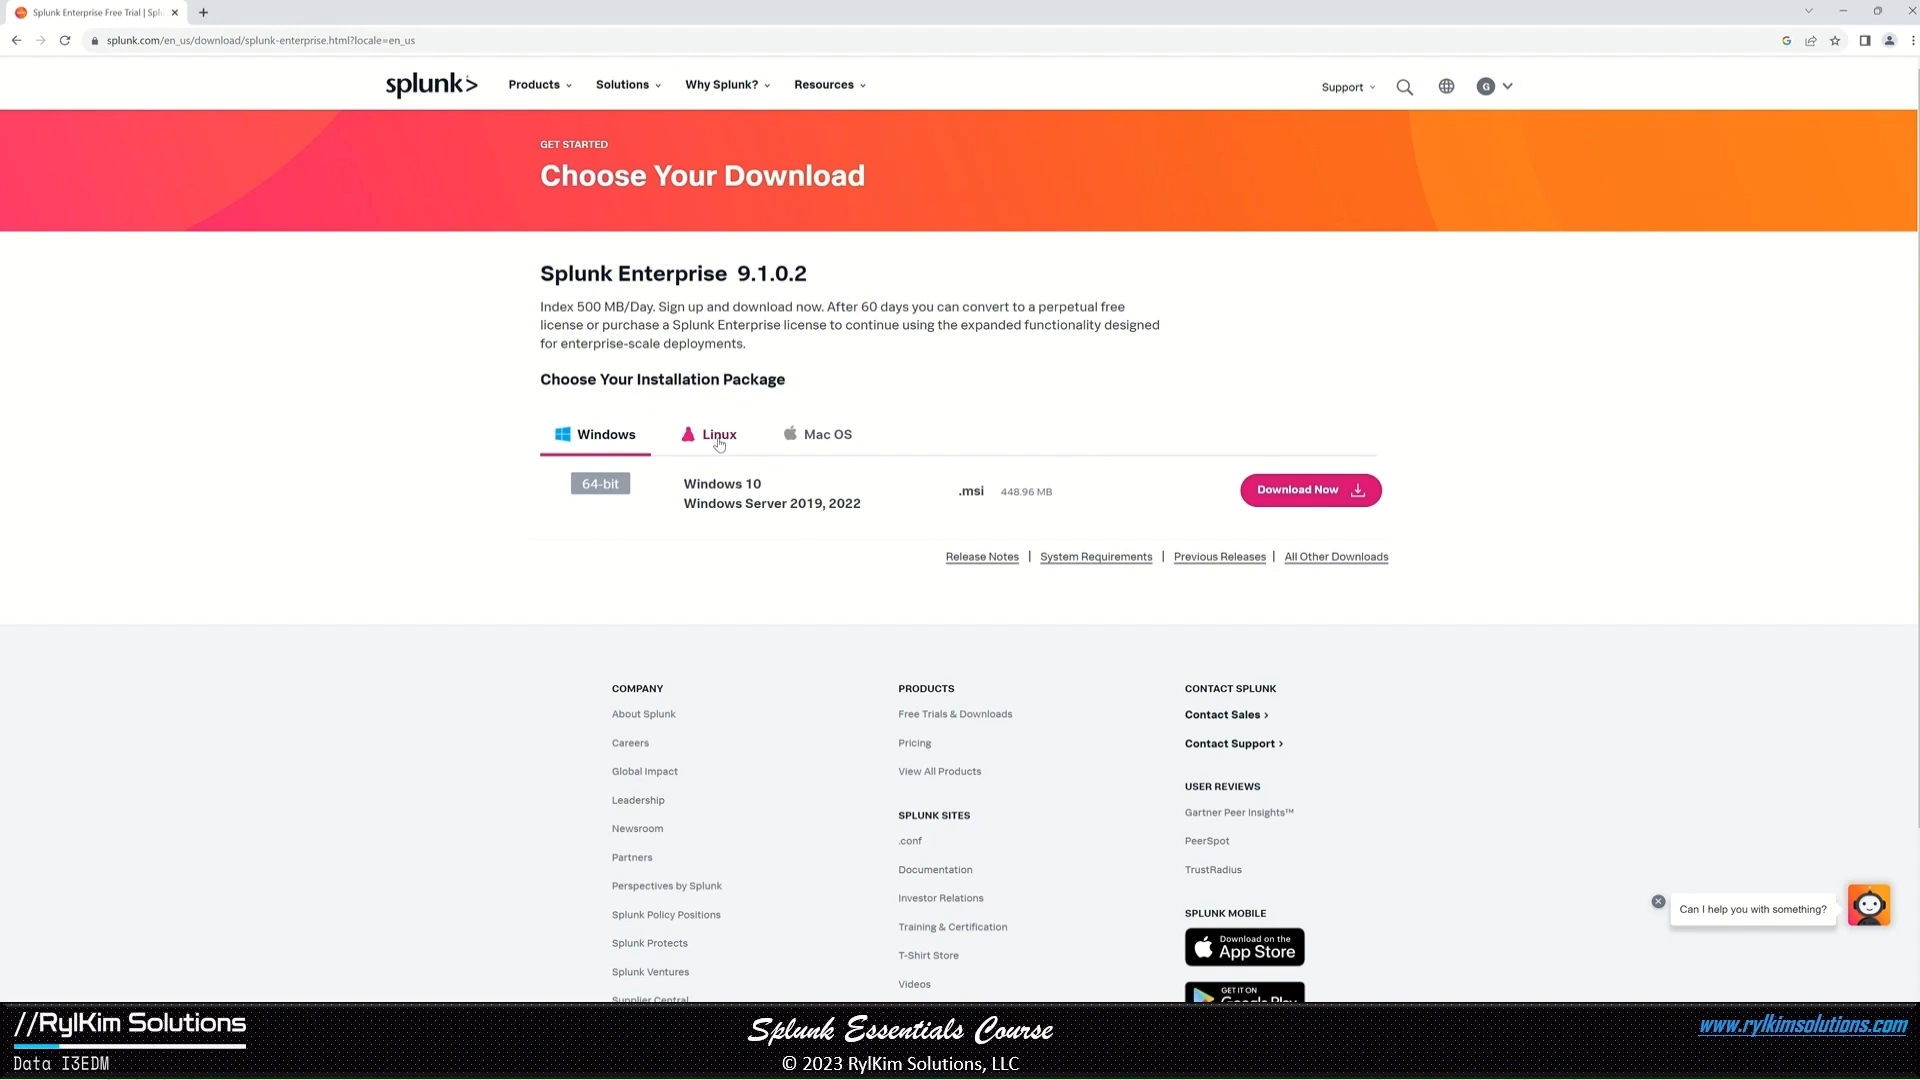 Splunk Enterprise Free Trial | Spl
splunk.com/en_us/download/splunk-enterprise.html?locale=en_us
splunk>
Products
Solutions
Why Splunk?
Resources
Support
G
GET STARTED
Choose Your Download
Splunk Enterprise 9.1.0.2
Index 500 MB/Day. Sign up and download now. After 60 days you can convert to a perpetual free
license or purchase a Splunk Enterprise license to continue using the expanded functionality designed
for enterprise-scale deployments.
Choose Your Installation Package
Windows
Linux
Mac OS
64-bit
Windows 10
Windows Server 2019, 2022
.msi 448.96 MB
Download Now
Release Notes | System Requirements | Previous Releases | All Other Downloads
COMPANY
About Splunk
Careers
Global Impact
Leadership
Newsroom
Partners
Perspectives by Splunk
Splunk Policy Positions
Splunk Protects
Splunk Ventures
Supplier Central
PRODUCTS
Free Trials & Downloads
Pricing
View All Products
SPLUNK SITES
.conf
Documentation
Investor Relations
Training & Certification
T-Shirt Store
Videos
CONTACT SPLUNK
Contact Sales >
Contact Support >
USER REVIEWS
Gartner Peer Insights™
PeerSpot
TrustRadius
SPLUNK MOBILE
Download on the
App Store
GET IT ON
Google Play
Can I help you with something?
//RylKim Solutions
Data I3EDM
Splunk Essentials Course
© 2023 RylKim Solutions, LLC
www.rylkimsolutions.com